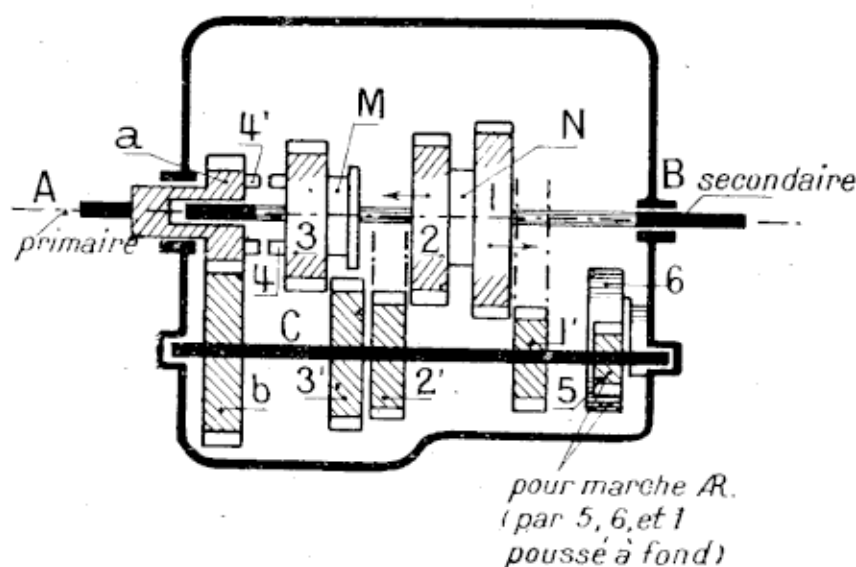 M
4'
a
N
A
B
secondaire
primaire
3
2
1
4
6
C
1'
3'
2'
5
b
pour marche AR.
(par 5, 6, et 1
poussé à fond)